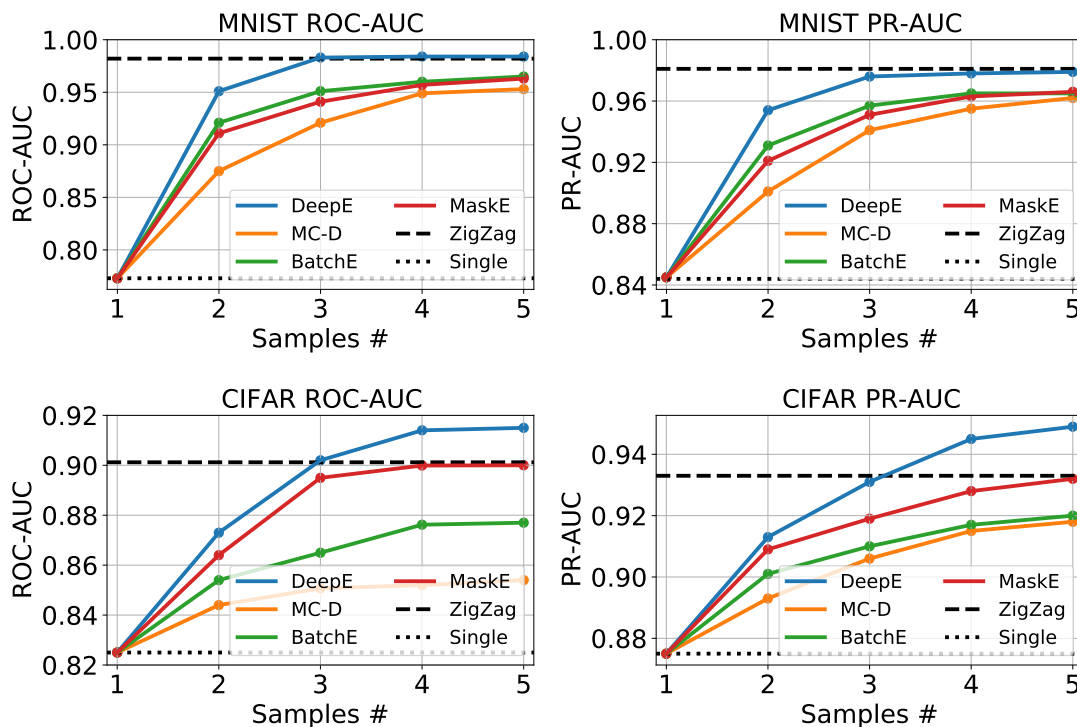 MNIST ROC-AUC
1.00
0.95
0.90
0.85
0.80
ROC-AUC
DeepE
MC-D
BatchE
MaskE
ZigZag
Single
1 2 3 4 5
Samples #
MNIST PR-AUC
1.00
0.96
0.92
0.88
0.84
PR-AUC
DeepE
MC-D
BatchE
MaskE
ZigZag
Single
1 2 3 4 5
Samples #
CIFAR ROC-AUC
0.92
0.90
0.88
0.86
0.84
0.82
ROC-AUC
DeepE
MC-D
BatchE
MaskE
ZigZag
Single
1 2 3 4 5
Samples #
CIFAR PR-AUC
0.94
0.92
0.90
0.88
PR-AUC
DeepE
MC-D
BatchE
MaskE
ZigZag
Single
1 2 3 4 5
Samples #